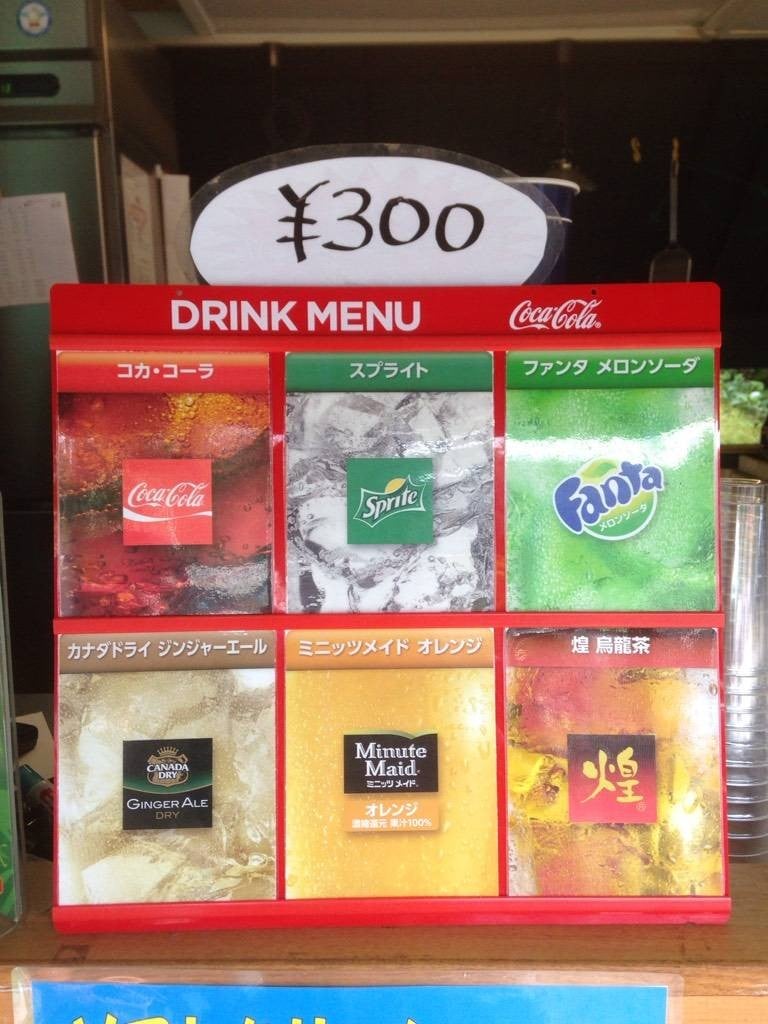 ¥300
DRINK MENU Coca-Cola
コカ・コーラ
Coca-Cola
スプライト
Sprite
ファンタ メロンソーダ
Fanta
メロンソーダ
カナダドライ ジンジャーエール
CANADA
DRY
GINGER ALE
DRY
ミニッツメイド オレンジ
Minute
Maid
ミニッツ メイド
オレンジ
濃縮還元 果汁100%
煌 烏龍茶
煌